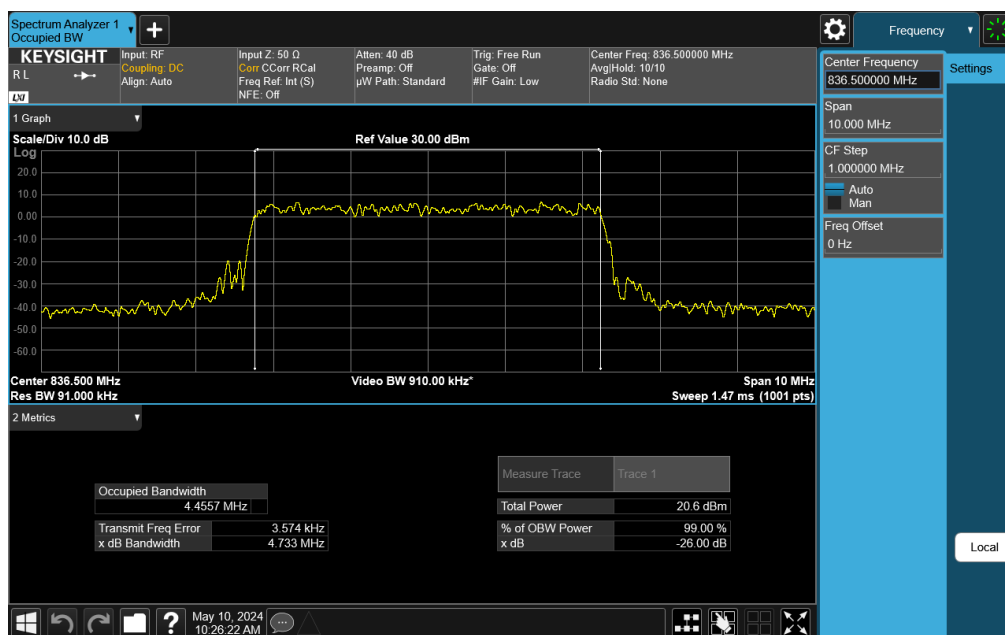 Spectrum Analyzer 1
Occupied BW
Frequency
KEYSIGHT
R L
LXI
Input: RF
Coupling: DC
Align: Auto
Input Z: 50 Ω
Corr CCorr RCal
Freq Ref: Int (S)
NFE: Off
Atten: 40 dB
Preamp: Off
µW Path: Standard
Trig: Free Run
Gate: Off
#IF Gain: Low
Center Freq: 836.500000 MHz
Avg|Hold: 10/10
Radio Std: None
Center Frequency
836.500000 MHz
Settings
Span
10.000 MHz
CF Step
1.000000 MHz
Auto
Man
Freq Offset
0 Hz
Local
1 Graph
Scale/Div 10.0 dB
Ref Value 30.00 dBm
Log
20.0
10.0
0.00
-10.0
-20.0
-30.0
-40.0
-50.0
-60.0
Center 836.500 MHz
Video BW 910.00 kHz*
Span 10 MHz
Res BW 91.000 kHz
Sweep 1.47 ms (1001 pts)
2 Metrics
Measure Trace
Trace 1
Occupied Bandwidth
4.4557 MHz
Total Power
20.6 dBm
Transmit Freq Error
3.574 kHz
% of OBW Power
99.00 %
x dB Bandwidth
4.733 MHz
x dB
-26.00 dB
May 10, 2024
10:26:22 AM